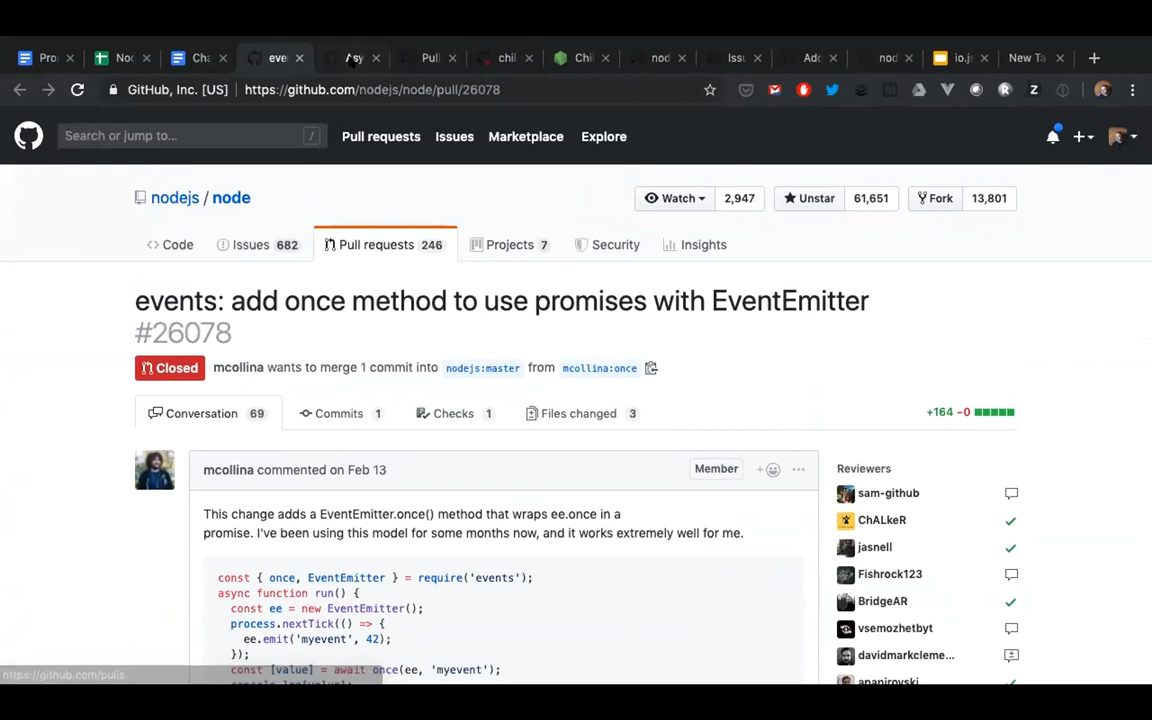 Pro
Noc
Cha
eve
Asy
Pull
chil
Chil
nod
Issu
Add
nod
io.js
New Ta
GitHub, Inc. [US]
https://github.com/nodejs/node/pull/26078
Search or jump to...
/
Pull requests
Issues
Marketplace
Explore
nodejs / node
Watch
2,947
Unstar
61,651
Fork
13,801
Code
Issues 682
Pull requests 246
Projects 7
Security
Insights
events: add once method to use promises with EventEmitter
#26078
Closed
mcollina wants to merge 1 commit into nodejs:master from mcollina:once
Conversation 69
Commits 1
Checks 1
Files changed 3
+164 −0
mcollina commented on Feb 13
Member
This change adds a EventEmitter.once() method that wraps ee.once in a
promise. I've been using this model for some months now, and it works extremely well for me.
const { once, EventEmitter } = require('events');
async function run() {
const ee = new EventEmitter();
process.nextTick(() => {
ee.emit('myevent', 42);
});
const [value] = await once(ee, 'myevent');
Reviewers
sam-github
ChALkeR
jasnell
Fishrock123
BridgeAR
vsemozhetbyt
davidmarkcleme...
apapirovski
https://github.com/pulls